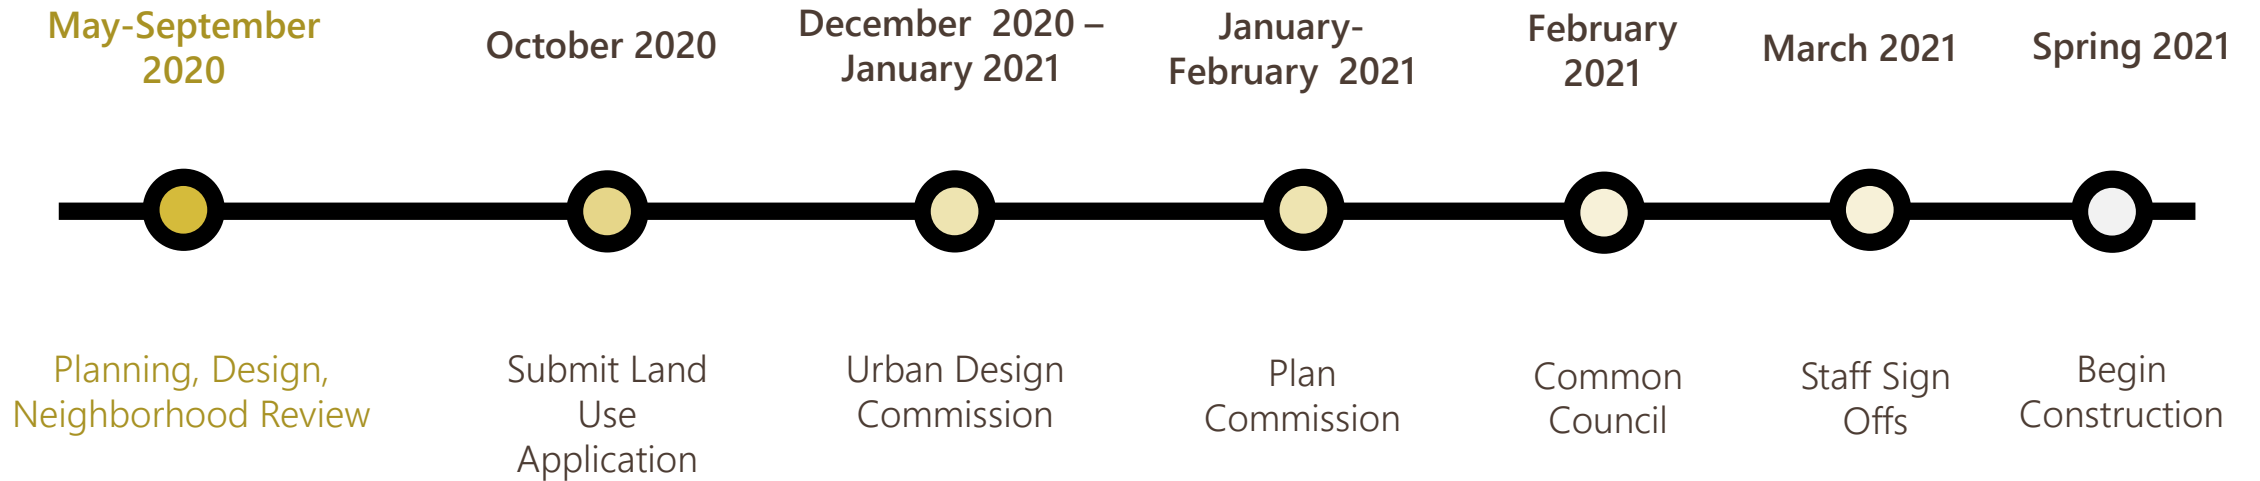 May-September
2020
October 2020
December 2020 –
January 2021
January-
February 2021
February
2021
March 2021
Spring 2021
Planning, Design,
Neighborhood Review
Submit Land
Use
Application
Urban Design
Commission
Plan
Commission
Common
Council
Staff Sign
Offs
Begin
Construction